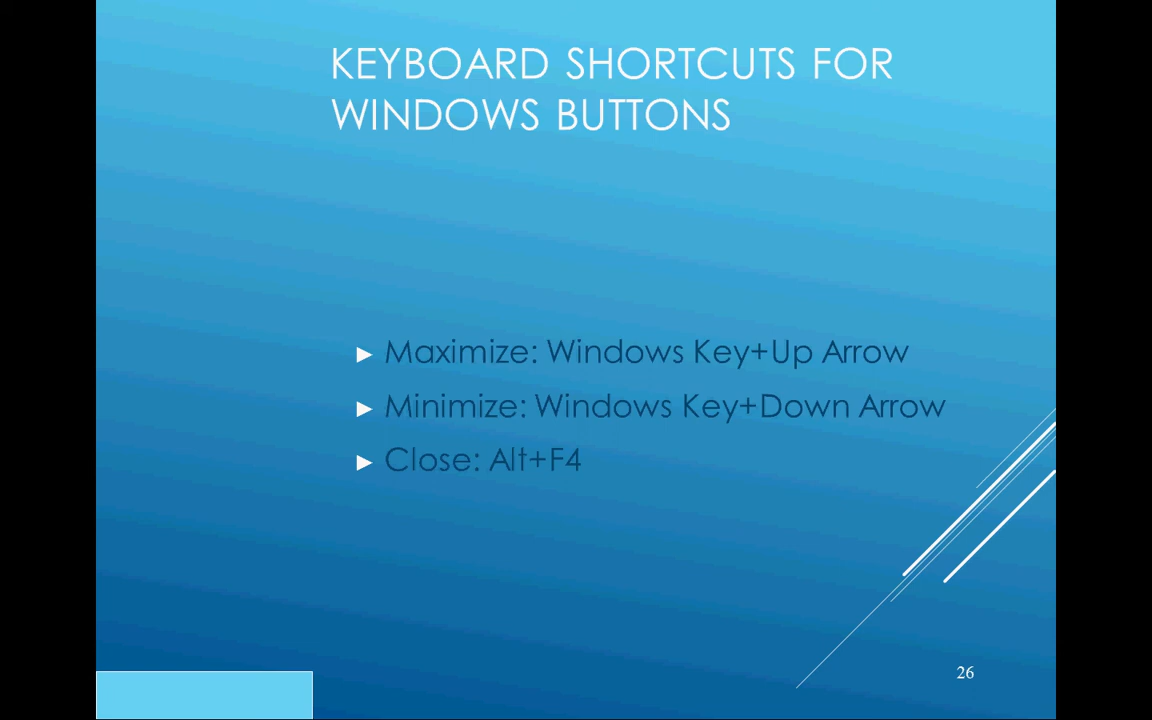 KEYBOARD SHORTCUTS FOR
WINDOWS BUTTONS
► Maximize: Windows Key+Up Arrow
► Minimize: Windows Key+Down Arrow
► Close: Alt+F4
26